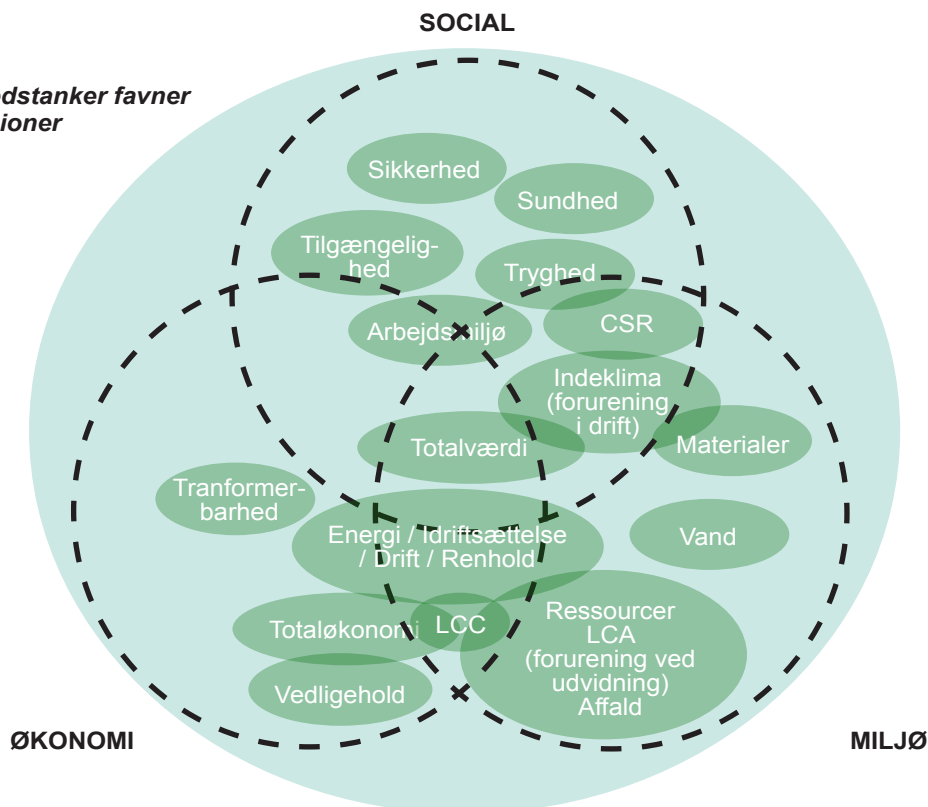 SOCIAL
dstanker favner
ioner
Sikkerhed
Sundhed
Tilgængelig-
hed
Tryghed
Arbejdsmiljø
CSR
Indeklima
(forurening
i drift)
Totalværdi
Materialer
Tranformer-
barhed
Energi / Idriftsættelse
/ Drift / Renhold
Vand
Totaløkonomi
LCC
Ressourcer
LCA
(forurening ved
udvidning)
Affald
Vedligehold
ØKONOMI
MILJØ